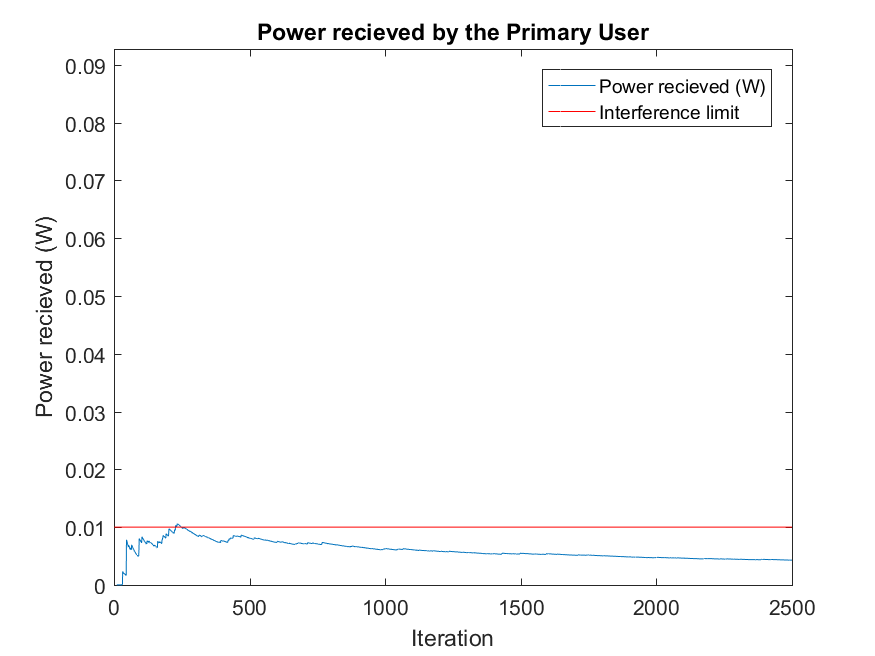 Power recieved by the Primary User
Power recieved (W)
Interference limit
0.09
0.08
0.07
0.06
0.05
0.04
0.03
0.02
0.01
0
Power recieved (W)
0 500 1000 1500 2000 2500
Iteration